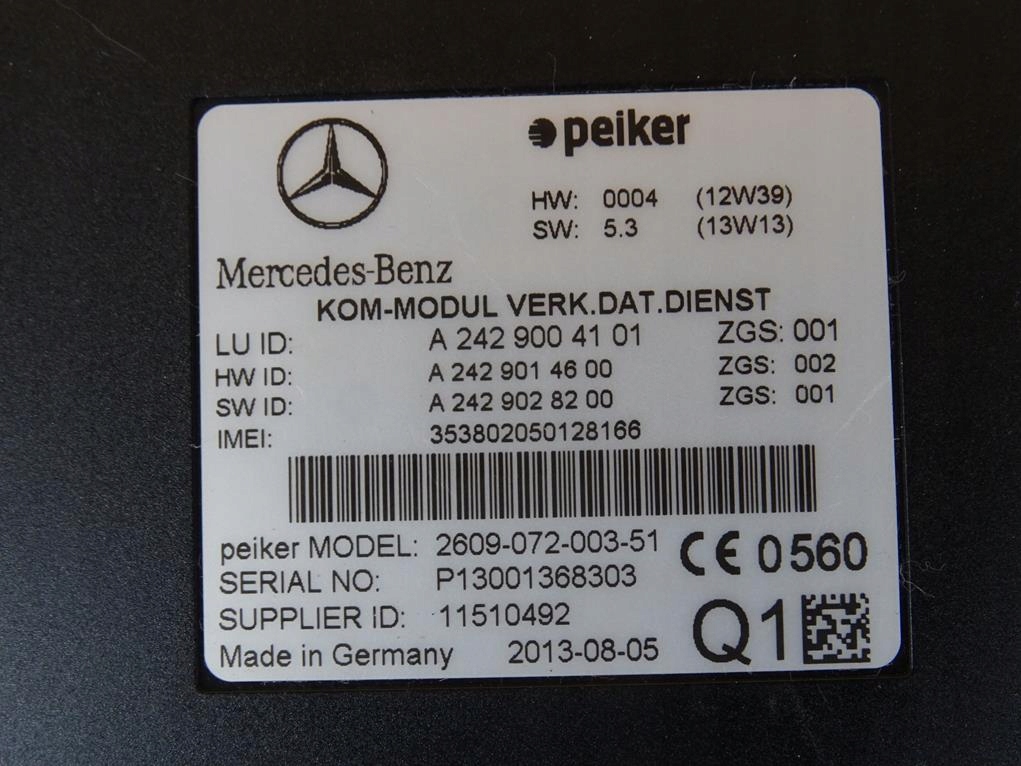 peiker
HW: 0004 (12W39)
SW: 5.3 (13W13)
Mercedes-Benz
KOM-MODUL VERK.DAT.DIENST
LU ID: A 242 900 41 01 ZGS: 001
HW ID: A 242 901 46 00 ZGS: 002
SW ID: A 242 902 82 00 ZGS: 001
IMEI: 353802050128166
peiker MODEL: 2609-072-003-51 CE 0560
SERIAL NO: P13001368303
SUPPLIER ID: 11510492 Q1
Made in Germany 2013-08-05